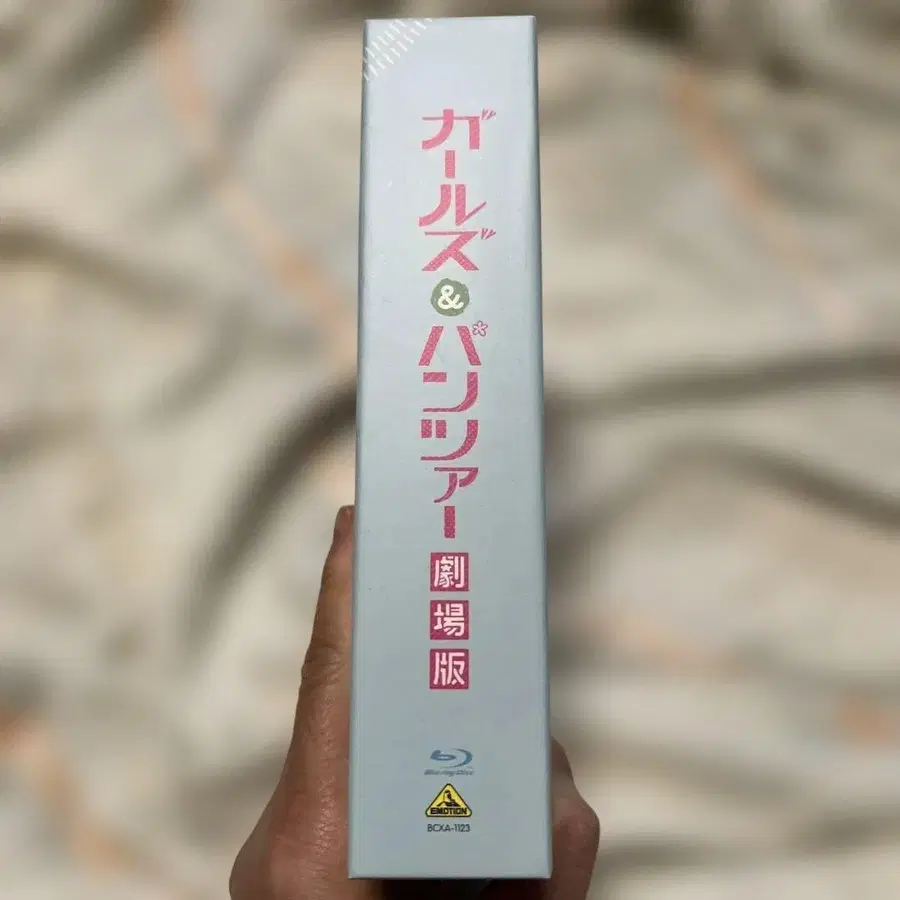 ガールズ
&
パンツァー
劇場版
Blu-ray Disc
EMOTION
BCXA-1123